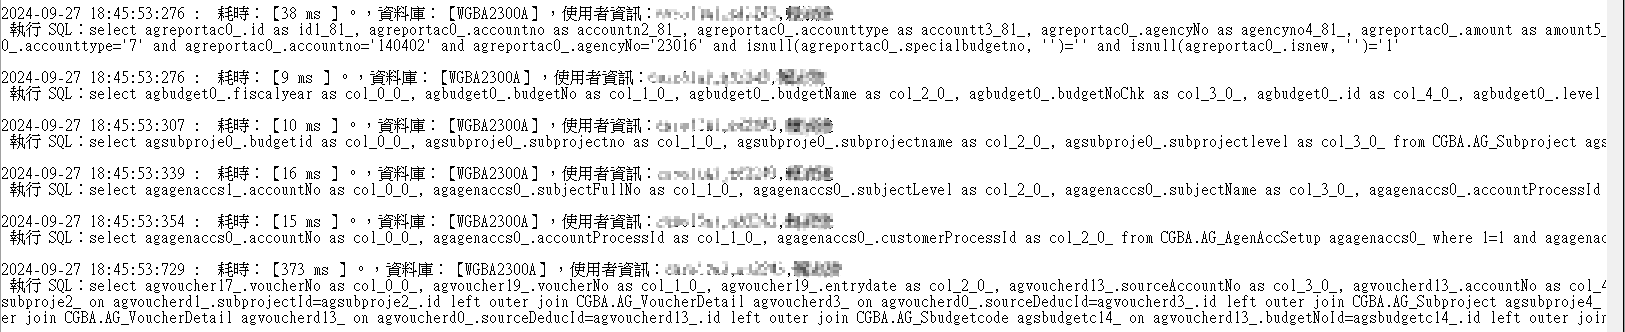 2024-09-27 18:45:53:276 : 耗時：【38 ms 】。，資料庫：【WGBA2300A】，使用者資訊：
執行 SQL：select agreportac0_.id as id1_81_, agreportac0_.accountno as accountn2_81_, agreportac0_.accounttype as accountt3_81_, agreportac0_.agencyNo as agencyno4_81_, agreportac0_.amount as amount5_
0_.accounttype='7' and agreportac0_.accountno='140402' and agreportac0_.agencyNo='23016' and isnull(agreportac0_.specialbudgetno, '')='' and isnull(agreportac0_.isnew, '')='1'
2024-09-27 18:45:53:276 : 耗時：【9 ms 】。，資料庫：【WGBA2300A】，使用者資訊：
執行 SQL：select agbudget0_.fiscalyear as col_0_0_, agbudget0_.budgetNo as col_1_0_, agbudget0_.budgetName as col_2_0_, agbudget0_.budgetNoChk as col_3_0_, agbudget0_.id as col_4_0_, agbudget0_.level
2024-09-27 18:45:53:307 : 耗時：【10 ms 】。，資料庫：【WGBA2300A】，使用者資訊：
執行 SQL：select agsubproje0_.budgetid as col_0_0_, agsubproje0_.subprojectno as col_1_0_, agsubproje0_.subprojectname as col_2_0_, agsubproje0_.subprojectlevel as col_3_0_ from CGBA.AG_Subproject ags
2024-09-27 18:45:53:339 : 耗時：【16 ms 】。，資料庫：【WGBA2300A】，使用者資訊：
執行 SQL：select agagenaccs1_.accountNo as col_0_0_, agagenaccs0_.subjectFullNo as col_1_0_, agagenaccs0_.subjectLevel as col_2_0_, agagenaccs0_.subjectName as col_3_0_, agagenaccs0_.accountProcessId
2024-09-27 18:45:53:354 : 耗時：【15 ms 】。，資料庫：【WGBA2300A】，使用者資訊：
執行 SQL：select agagenaccs0_.accountNo as col_0_0_, agagenaccs0_.accountProcessId as col_1_0_, agagenaccs0_.customerProcessId as col_2_0_ from CGBA.AG_AgenAccSetup agagenaccs0_ where 1=1 and agagenac
2024-09-27 18:45:53:729 : 耗時：【373 ms 】。，資料庫：【WGBA2300A】，使用者資訊：
執行 SQL：select agvoucher17_.voucherNo as col_0_0_, agvoucher19_.voucherNo as col_1_0_, agvoucher19_.entrydate as col_2_0_, agvoucherd13_.sourceAccountNo as col_3_0_, agvoucherd13_.accountNo as col_4
subproje2_ on agvoucherd1_.subprojectId=agsubproje2_.id left outer join CGBA.AG_VoucherDetail agvoucherd3_ on agvoucherd0_.sourceDeducId=agvoucherd3_.id left outer join CGBA.AG_Subproject agsubproje4_
er join CGBA.AG_VoucherDetail agvoucherd13_ on agvoucherd0_.sourceDeducId=agvoucherd13_.id left outer join CGBA.AG_Sbudgetcode agsbudgetc14_ on agvoucherd13_.budgetNoId=agsbudgetc14_.id left outer join